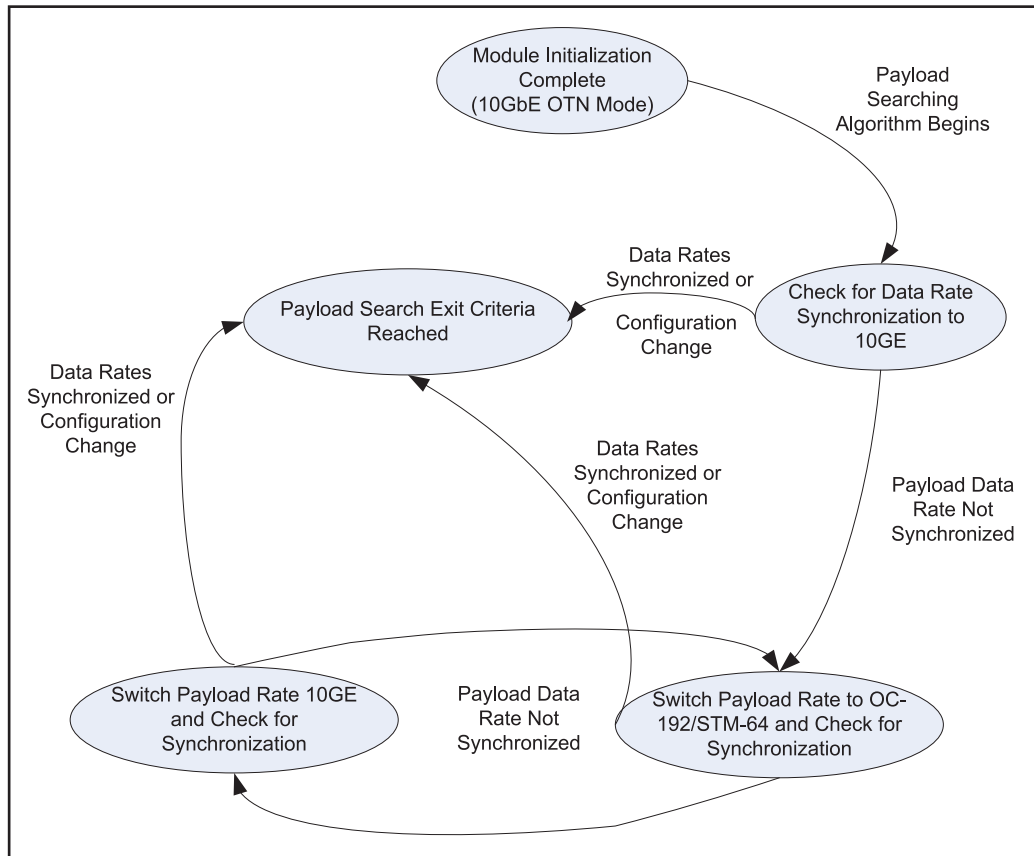 Module Initialization
Complete
(10GbE OTN Mode)
Payload
Searching
Algorithm Begins
Data Rates
Synchronized or
Configuration
Change
Check for Data Rate
Synchronization to
10GE
Payload Search Exit Criteria
Reached
Data Rates
Synchronized or
Configuration
Change
Data Rates
Synchronized or
Configuration
Change
Payload Data
Rate Not
Synchronized
Switch Payload Rate 10GE
and Check for
Synchronization
Payload Data
Rate Not
Synchronized
Switch Payload Rate to OC-
192/STM-64 and Check for
Synchronization